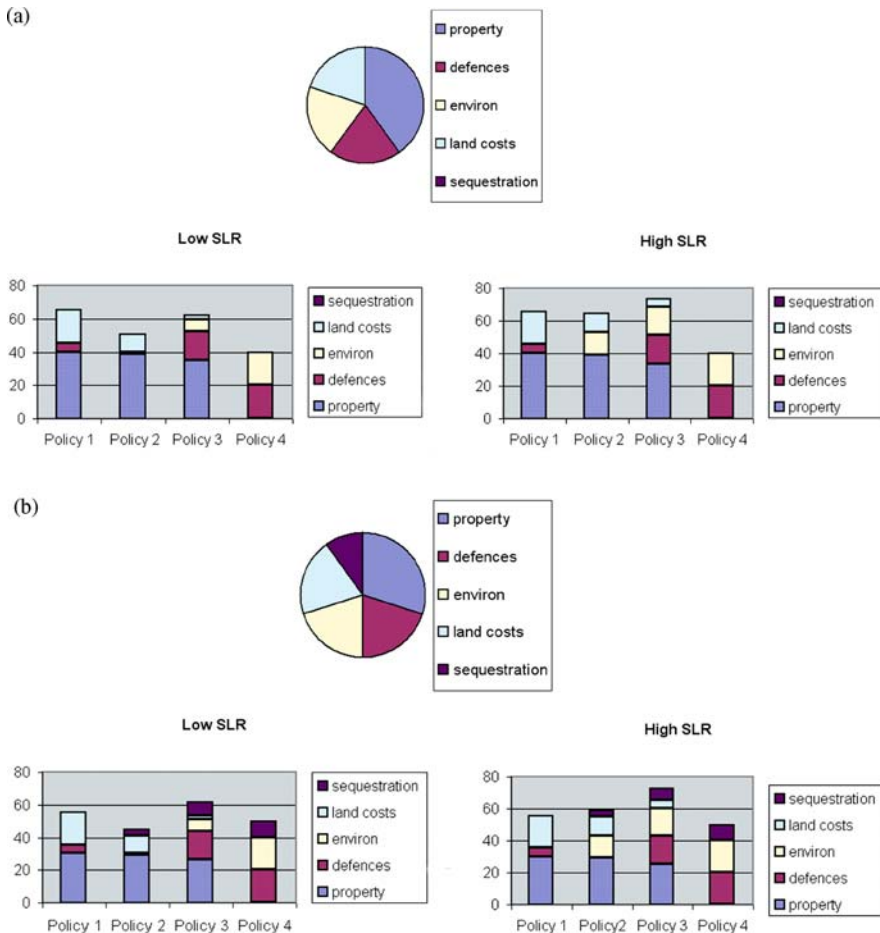 (a)
property
defences
environ
land costs
sequestration
Low SLR
80
60
40
20
0
Policy 1 Policy 2 Policy 3 Policy 4
sequestration
land costs
environ
defences
property
High SLR
80
60
40
20
0
Policy 1 Policy 2 Policy 3 Policy 4
sequestration
land costs
environ
defences
property
(b)
property
defences
environ
land costs
sequestration
Low SLR
80
60
40
20
0
Policy 1 Policy 2 Policy 3 Policy 4
sequestration
land costs
environ
defences
property
High SLR
80
60
40
20
0
Policy 1 Policy2 Policy 3 Policy 4
sequestration
land costs
environ
defences
property